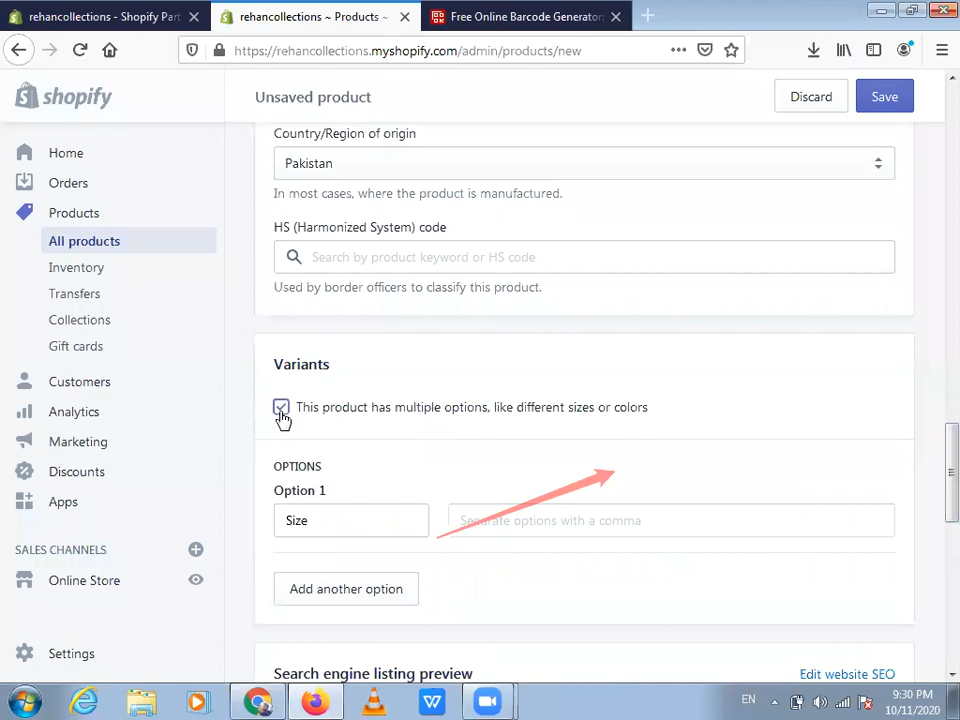 rehancollections - Shopify Part
rehancollections ~ Products ~
Free Online Barcode Generator
https://rehancollections.myshopify.com/admin/products/new
shopify
Unsaved product
Discard
Save
Home
Orders
Products
All products
Inventory
Transfers
Collections
Gift cards
Customers
Analytics
Marketing
Discounts
Apps
SALES CHANNELS
Online Store
Settings
Country/Region of origin
Pakistan
In most cases, where the product is manufactured.
HS (Harmonized System) code
Search by product keyword or HS code
Used by border officers to classify this product.
Variants
This product has multiple options, like different sizes or colors
OPTIONS
Option 1
Size
Separate options with a comma
Add another option
Search engine listing preview
Edit website SEO
EN
9:30 PM
10/11/2020